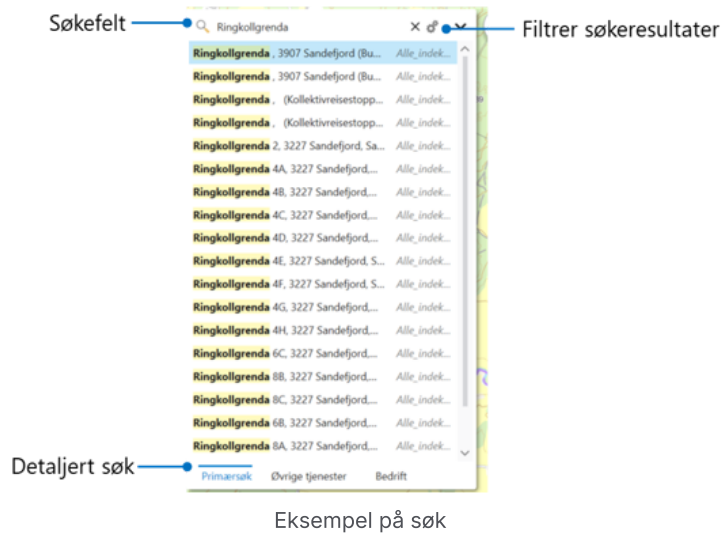 Søkefelt
Ringkollgrenda
Filtrer søkeresultater
Ringkollgrenda , 3907 Sandefjord (Bu... Alle_indek...
Ringkollgrenda , 3907 Sandefjord (Bu... Alle_indek...
Ringkollgrenda , (Kollektivreisestopp... Alle_indek...
Ringkollgrenda , (Kollektivreisestopp... Alle_indek...
Ringkollgrenda 2, 3227 Sandefjord, Sa... Alle_indek...
Ringkollgrenda 4A, 3227 Sandefjord,... Alle_indek...
Ringkollgrenda 4B, 3227 Sandefjord,... Alle_indek...
Ringkollgrenda 4C, 3227 Sandefjord,... Alle_indek...
Ringkollgrenda 4D, 3227 Sandefjord,... Alle_indek...
Ringkollgrenda 4E, 3227 Sandefjord, S... Alle_indek...
Ringkollgrenda 4F, 3227 Sandefjord, S... Alle_indek...
Ringkollgrenda 4G, 3227 Sandefjord,... Alle_indek...
Ringkollgrenda 4H, 3227 Sandefjord,... Alle_indek...
Ringkollgrenda 6C, 3227 Sandefjord,... Alle_indek...
Ringkollgrenda 8B, 3227 Sandefjord,... Alle_indek...
Ringkollgrenda 8C, 3227 Sandefjord,... Alle_indek...
Ringkollgrenda 6B, 3227 Sandefjord,... Alle_indek...
Ringkollgrenda 8A, 3227 Sandefjord,... Alle_indek...
Detaljert søk
Primærsøk Øvrige tjenester Bedrift
Eksempel på søk